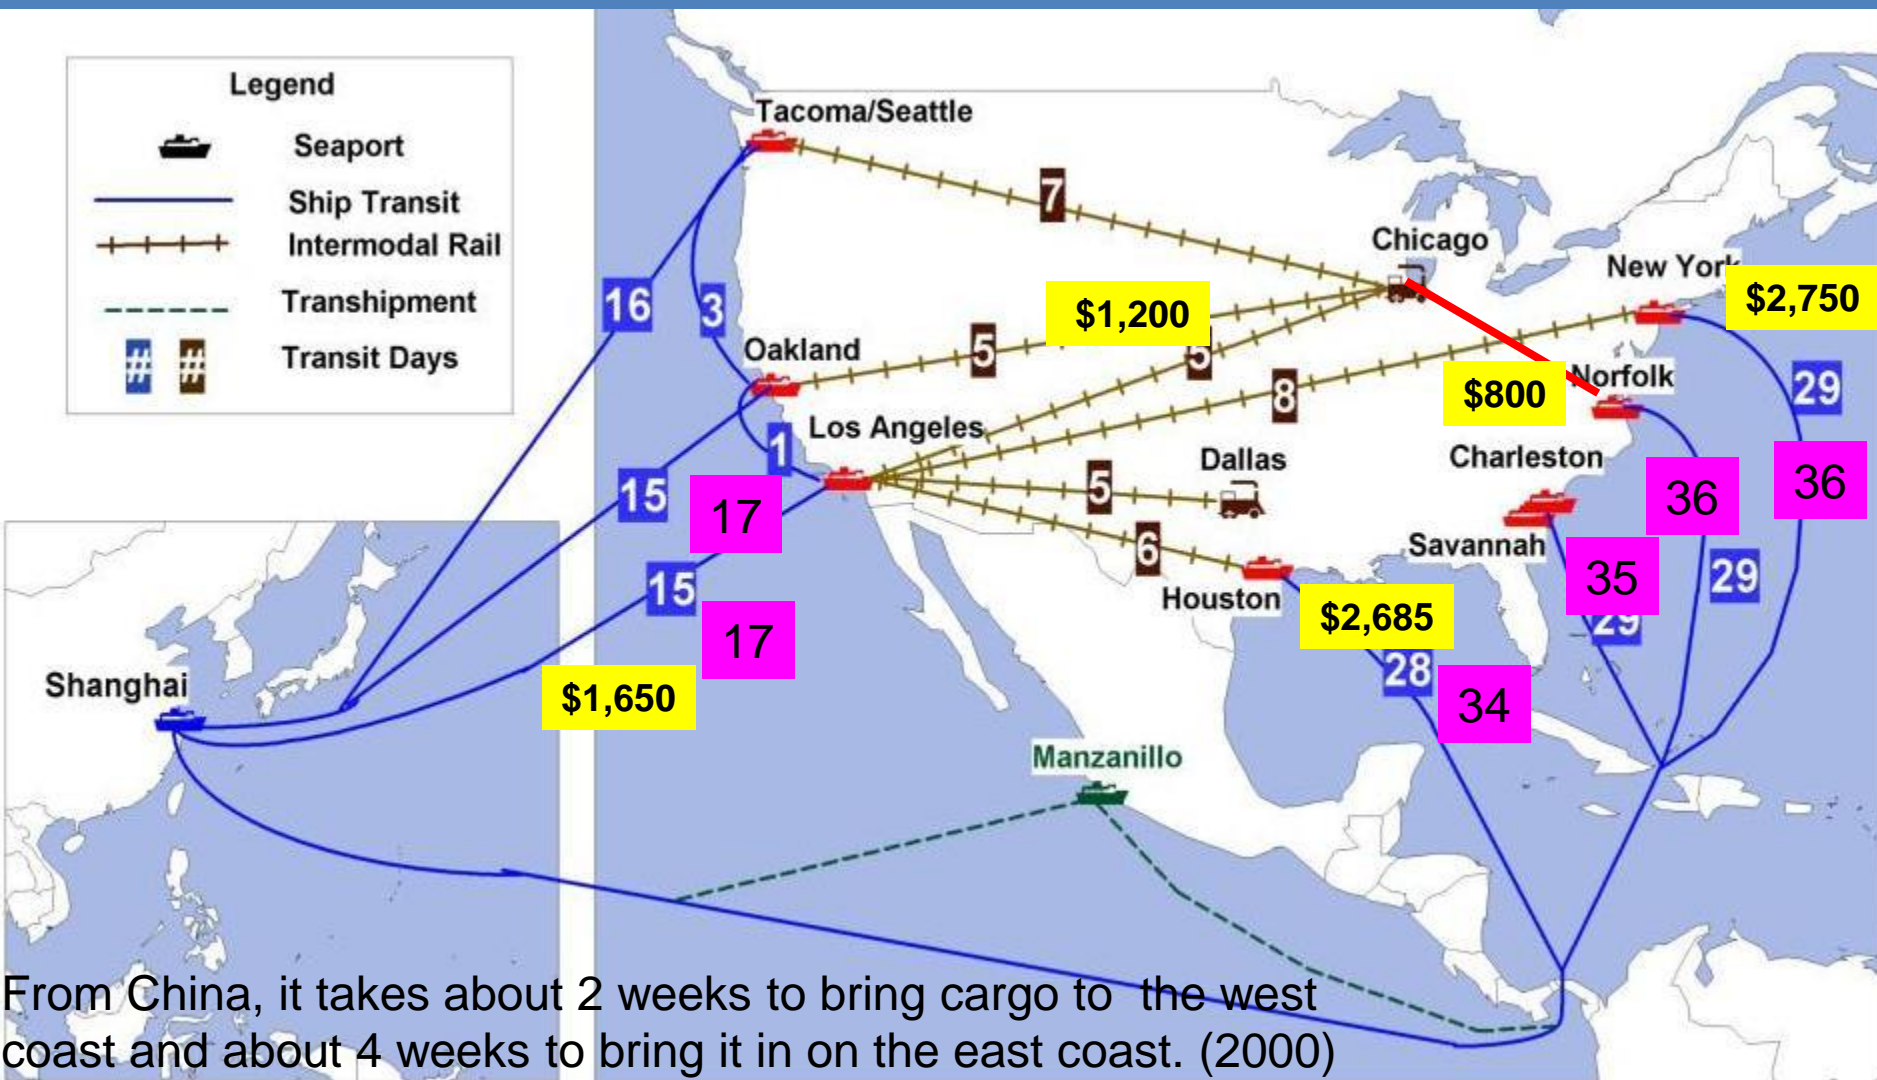 Legend
Seaport
Ship Transit
Intermodal Rail
Transhipment
# # Transit Days
Tacoma/Seattle
7
Chicago
New York
$2,750
16
3
$1,200
Oakland
5
5
$800
Norfolk
29
8
Los Angeles
1
Dallas
Charleston
15
17
5
36
36
6
Savannah
15
Houston
35
29
29
17
$2,685
28
Shanghai
$1,650
34
Manzanillo
From China, it takes about 2 weeks to bring cargo to the west
coast and about 4 weeks to bring it in on the east coast. (2000)